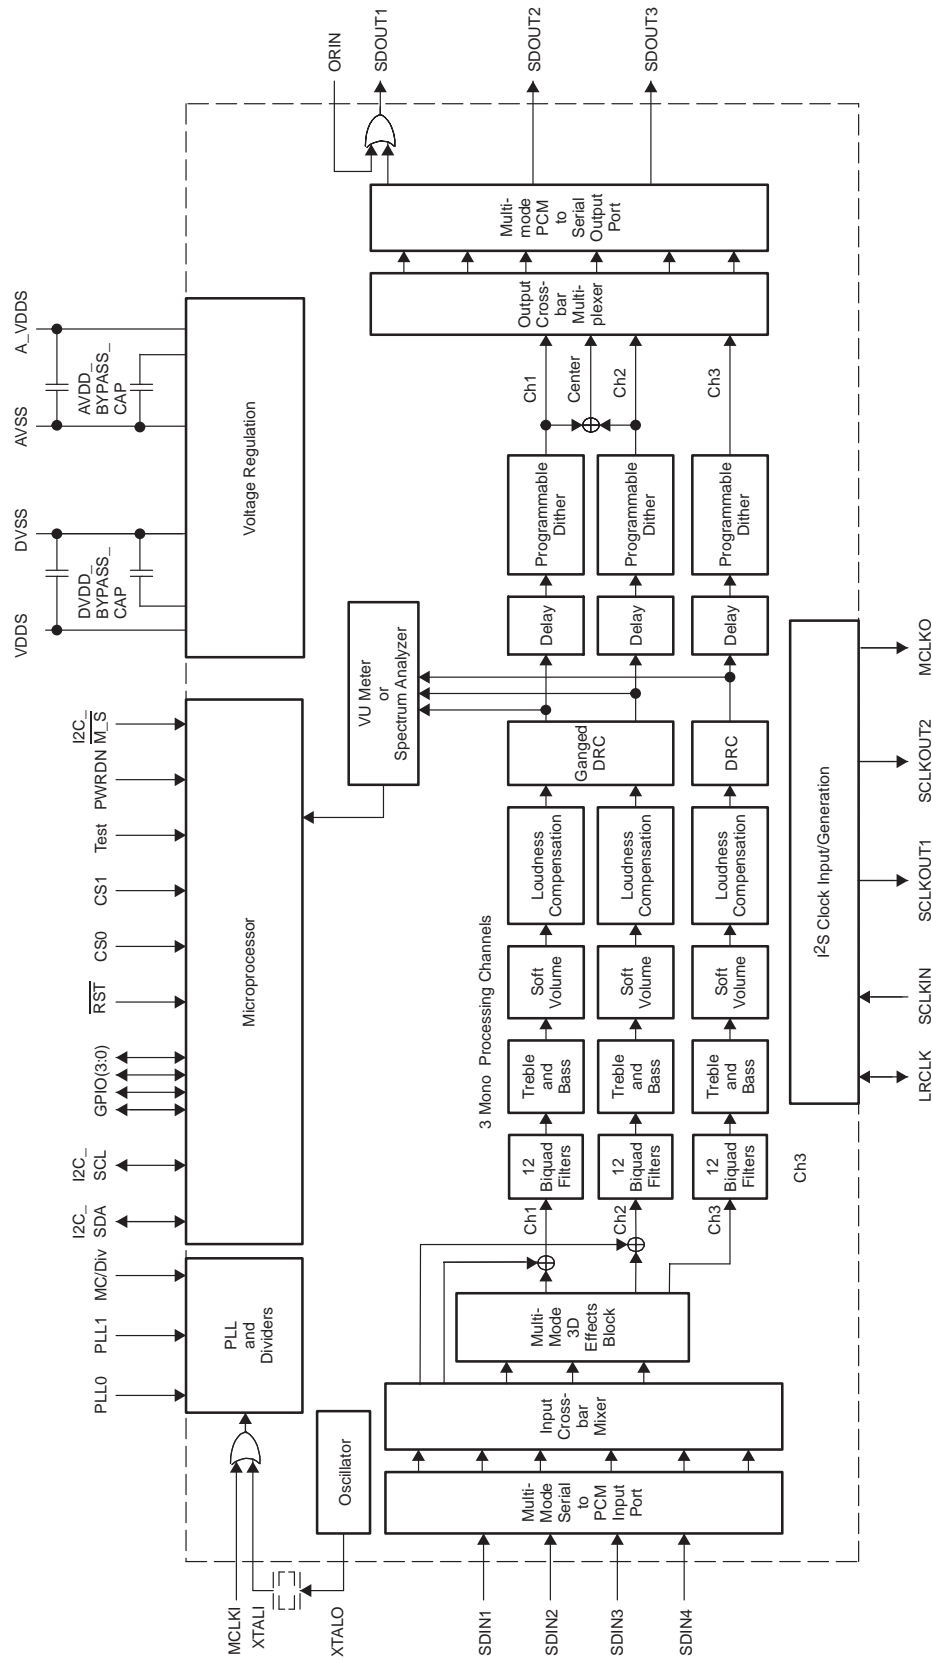 VDDS
DVSS
AVSS
A_VDDS
DVDD_
BYPASS_
CAP
AVDD_
BYPASS_
CAP
Voltage Regulation
PLL0
PLL1
MC/Div
I2C_
SDA
I2C_
SCL
GPIO(3:0)
RST
CS0
CS1
Test
PWRDN
I2C_
M_S
PLL
and
Dividers
Microprocessor
MCLKI
XTALI
XTALO
Oscillator
VU Meter
or
Spectrum Analyzer
ORIN
SDOUT1
SDOUT2
SDOUT3
SDIN1
SDIN2
SDIN3
SDIN4
Multi-
Mode
Serial
to
PCM
Input
Port
Input
Cross-
bar
Mixer
Multi-
Mode
3D
Effects
Block
3 Mono Processing Channels
Ch1
12
Biquad
Filters
Treble
and
Bass
Soft
Volume
Loudness
Compensation
Ganged
DRC
Delay
Programmable
Dither
Ch1
Center
Ch2
12
Biquad
Filters
Treble
and
Bass
Soft
Volume
Loudness
Compensation
Delay
Programmable
Dither
Ch2
Ch3
12
Biquad
Filters
Treble
and
Bass
Soft
Volume
Loudness
Compensation
DRC
Delay
Programmable
Dither
Ch3
Output
Cross-
bar
Multi-
plexer
Multi-
mode
PCM
to
Serial
Output
Port
Ch3
I2S Clock Input/Generation
LRCLK
SCLKIN
SCLKOUT1
SCLKOUT2
MCLKO